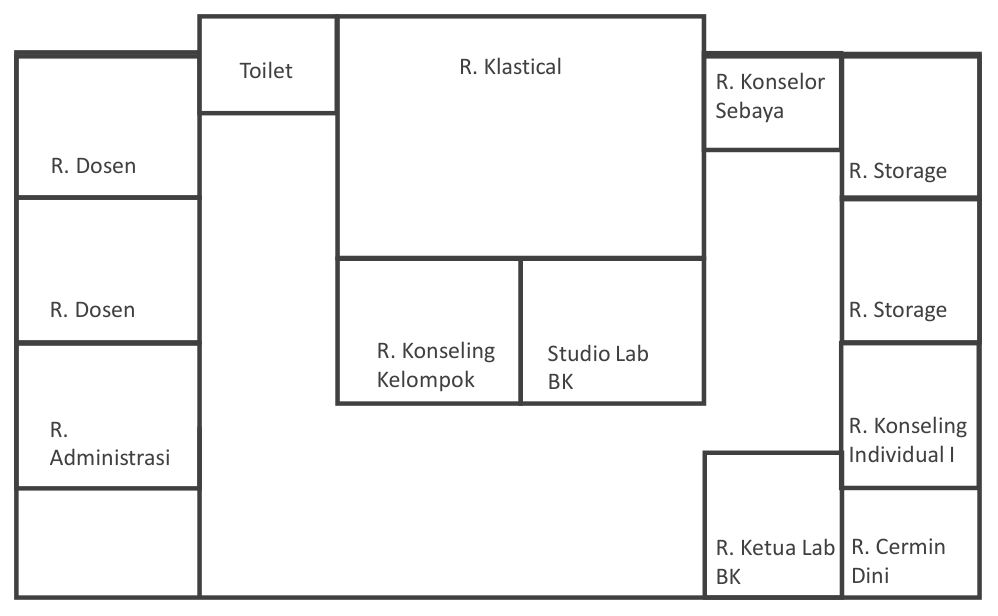 Toilet
R. Klastical
R. Konselor
Sebaya
R. Dosen
R. Storage
R. Dosen
R. Storage
R. Konseling
Kelompok
Studio Lab
BK
R.
Administrasi
R. Konseling
Individual I
R. Ketua Lab
BK
R. Cermin
Dini